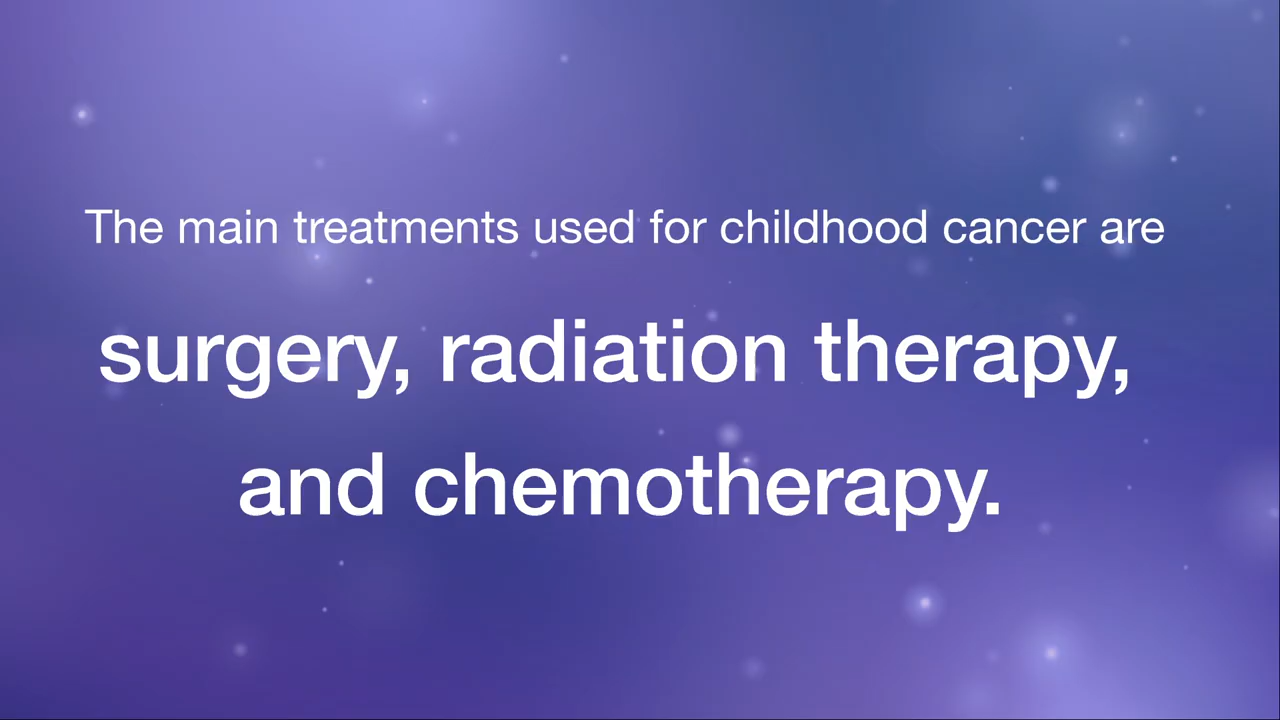 The main treatments used for childhood cancer are
surgery, radiation therapy,
and chemotherapy.